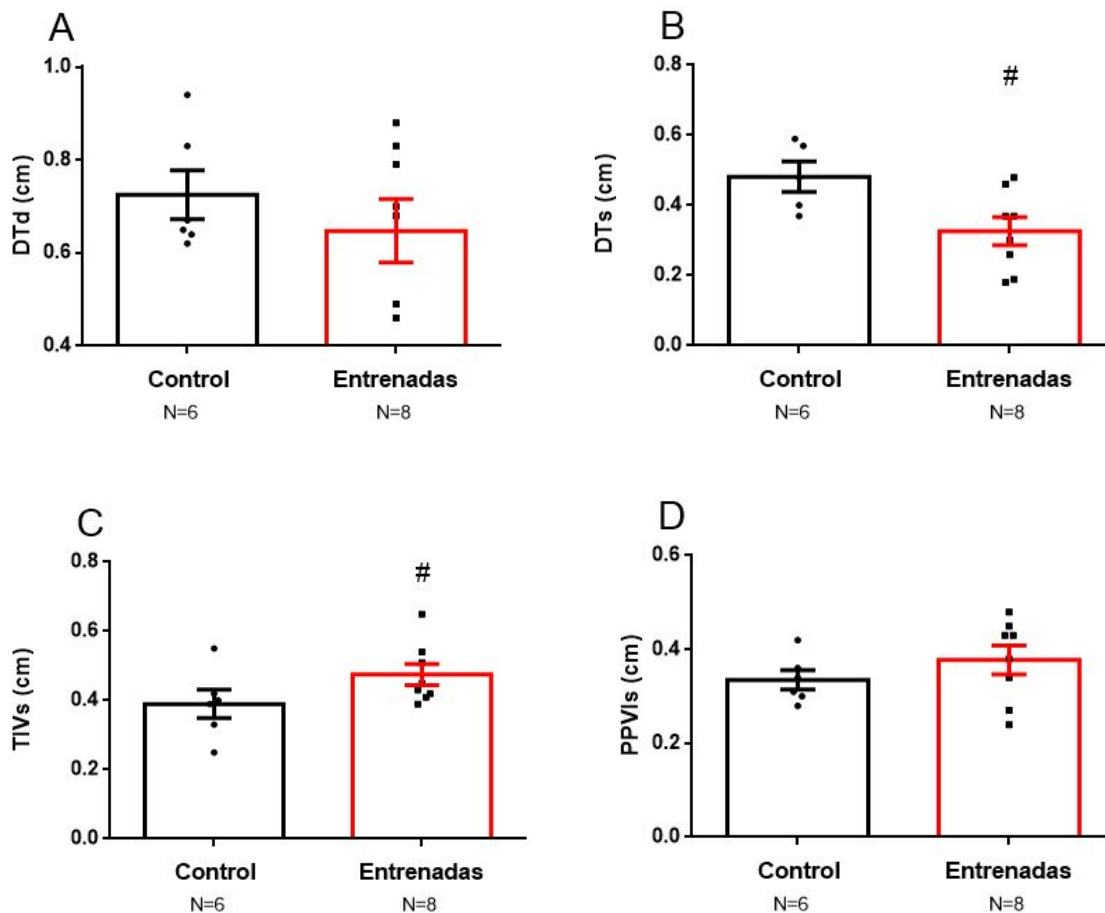 A
DTd (cm)
1.0
0.8
0.6
0.4
Control
Entrenadas
N=6
N=8
B
#
DTs (cm)
0.8
0.6
0.4
0.2
0.0
Control
Entrenadas
N=6
N=8
C
#
TIVs (cm)
0.8
0.6
0.4
0.2
0.0
Control
Entrenadas
N=6
N=8
D
PPVIs (cm)
0.6
0.4
0.2
0.0
Control
Entrenadas
N=6
N=8